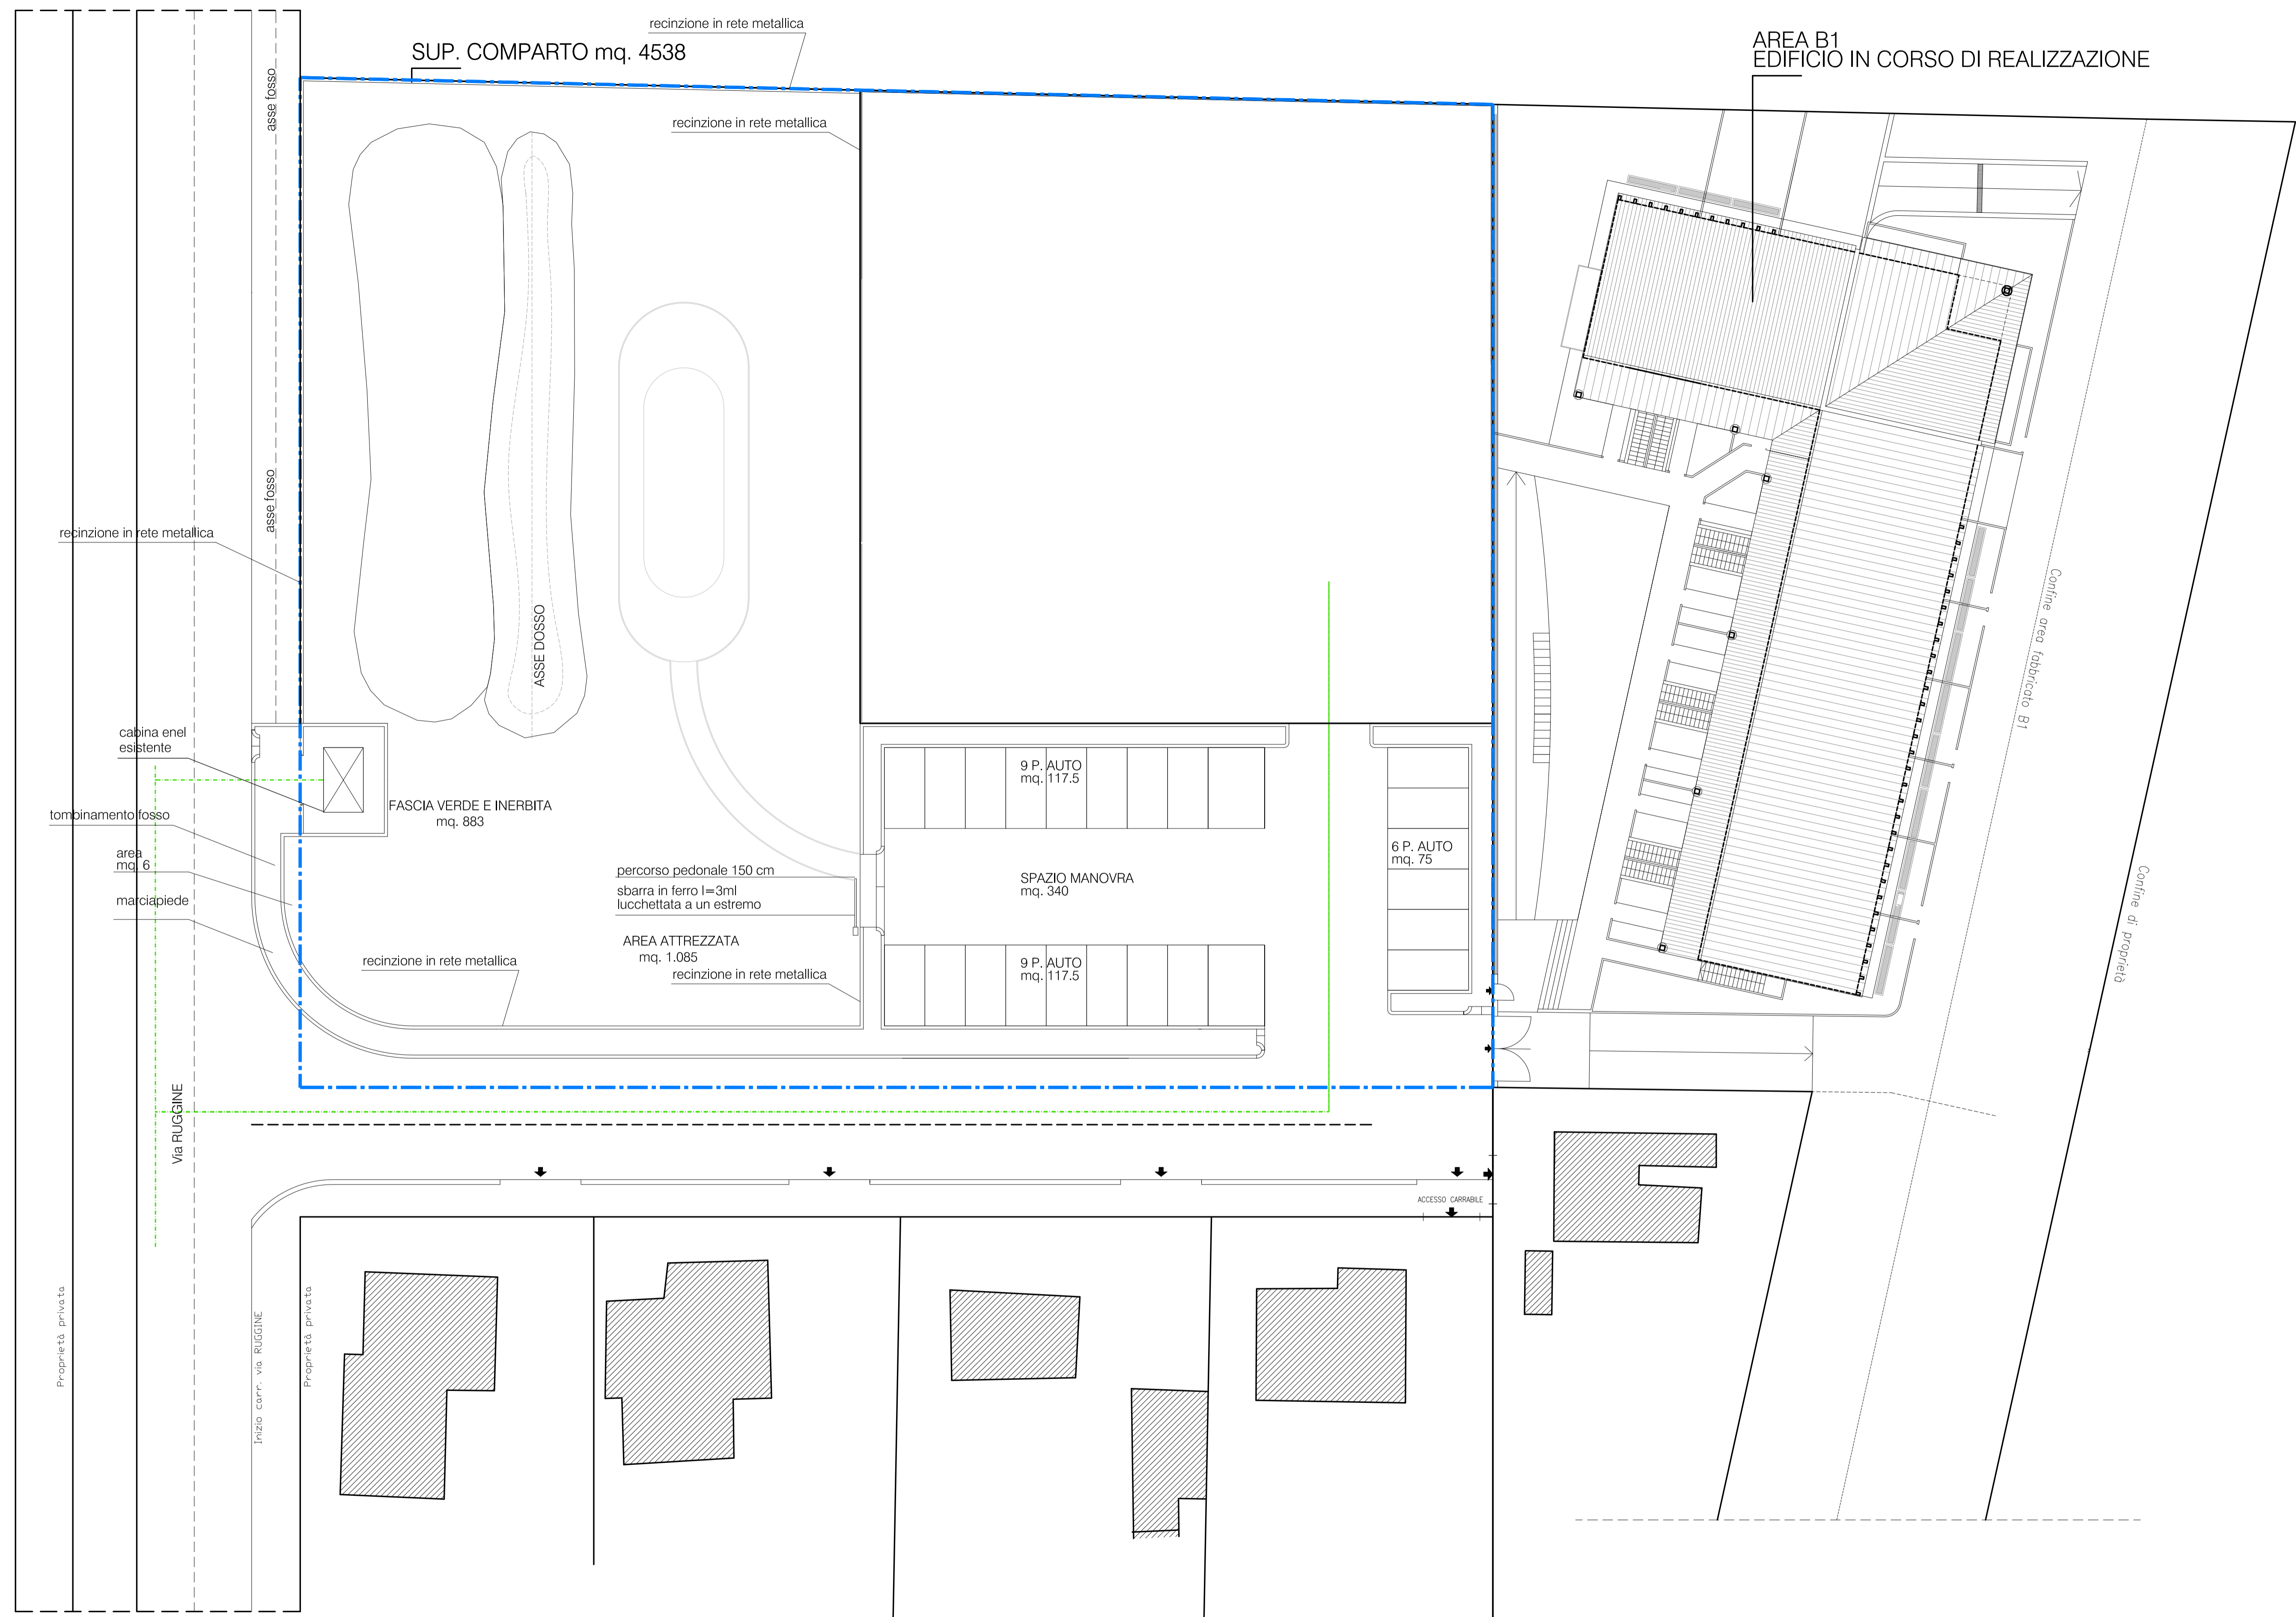 recinzione in rete metallica
SUP. COMPARTO mq. 4538
AREA B1
EDIFICIO IN CORSO DI REALIZZAZIONE
asse fosso
recinzione in rete metallica
asse fosso
recinzione in rete metallica
ASSE DOSSO
Confine area fabbricato B1
cabina enel
esistente
9 P. AUTO
mq. 117.5
FASCIA VERDE E INERBITA
mq. 883
tombinamento fosso
area
mq. 6
6 P. AUTO
mq. 75
percorso pedonale 150 cm
SPAZIO MANOVRA
mq. 340
sbarra in ferro l=3ml
lucchettata a un estremo
marciapiede
Confine di proprietà
AREA ATTREZZATA
mq. 1.085
recinzione in rete metallica
recinzione in rete metallica
9 P. AUTO
mq. 117.5
Via RUGGINE
ACCESSO CARRABILE
Proprietà privata
Inizio carr. via RUGGINE
Proprietà privata